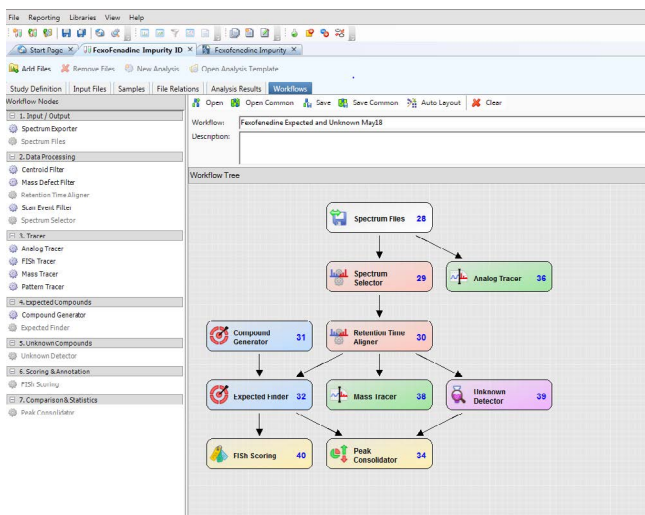 File Reporting Libraries View Help
Start Page X FexoFenadine Impurity ID X Fexofenedine Impurity X
Add Files Remove Files New Analysis Open Analysis Template
Study Definition Input Files Samples File Relations Analysis Results Workflows
Workflow Nodes
Open Open Common Save Save Common Auto Layout Clear
1. Input / Output
Spectrum Exporter
Spectrum Files
2. Data Processing
Centroid Filter
Mass Defect Filter
Retention Time Aligner
Scan Event Filter
Spectrum Selector
3. Tracer
Analog Tracer
FISh Tracer
Mass Tracer
Pattern Tracer
4. Expected Compounds
Compound Generator
Expected Finder
5. Unknown Compounds
Unknown Detector
6. Scoring & Annotation
FISh Scoring
7. Comparison & Statistics
Peak Consolidator
Workflow: Fexofenedine Expected and Unknown May18
Description:
Workflow Tree
Spectrum Files 28
Spectrum Selector 29
Analog Tracer 36
Compound Generator 31
Retention Time Aligner 30
Expected Finder 32
Mass Tracer 38
Unknown Detector 39
FISh Scoring 40
Peak Consolidator 34